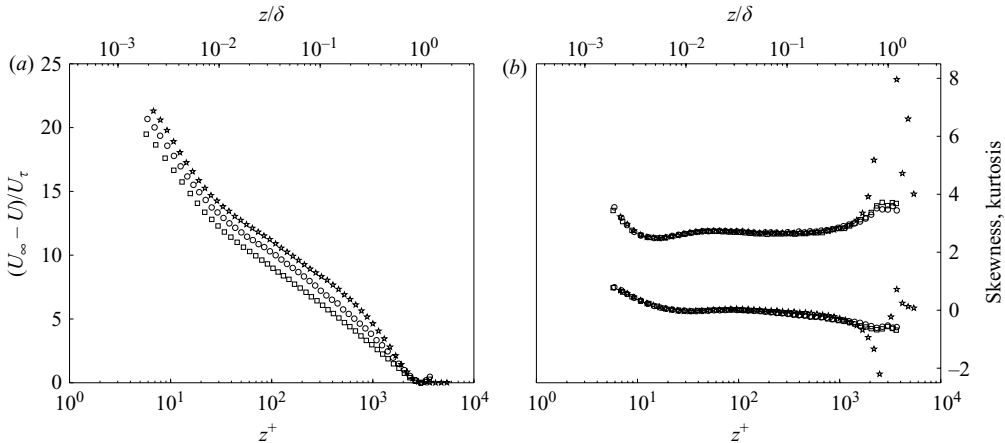 z/δ
z/δ
10⁻³ 10⁻² 10⁻¹ 10⁰
10⁻³ 10⁻² 10⁻¹ 10⁰
(a)
25
20
15
10
5
0
(U∞ – U)/Uτ
10⁰ 10¹ 10² 10³ 10⁴
z⁺
(b)
8
6
4
2
0
–2
Skewness, kurtosis
10⁰ 10¹ 10² 10³ 10⁴
z⁺